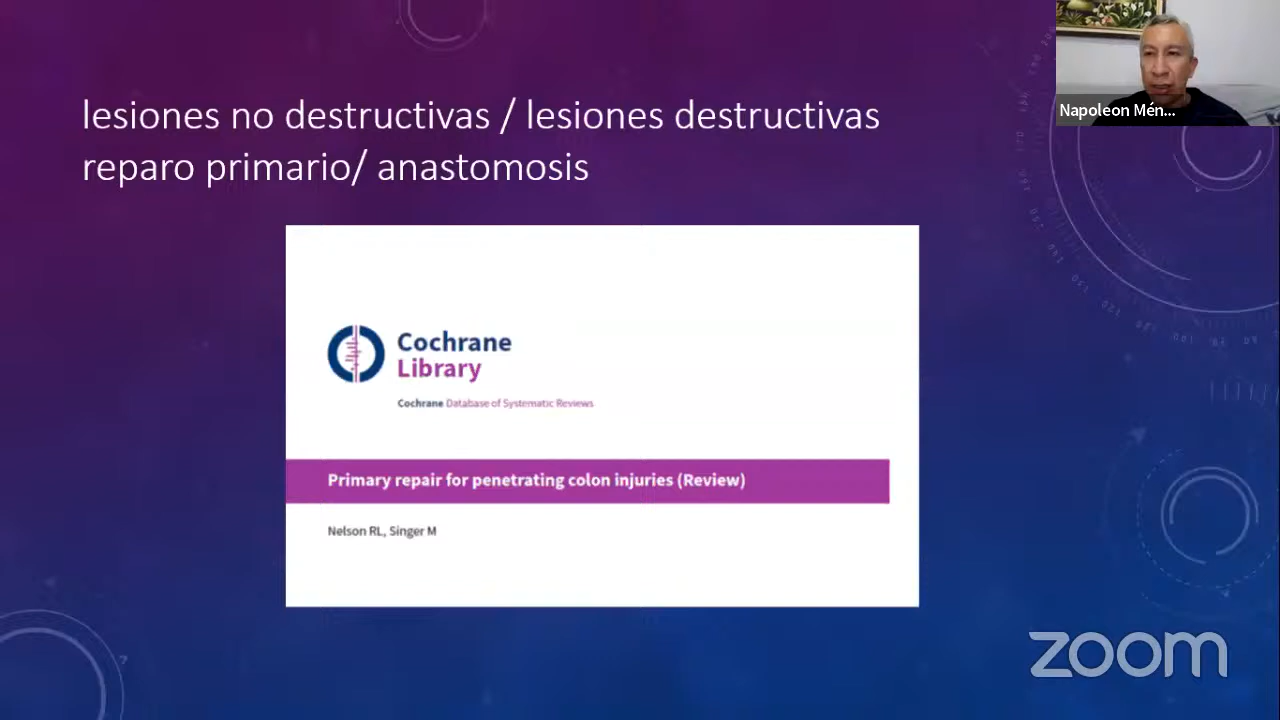 lesiones no destructivas / lesiones destructivas
reparo primario/ anastomosis
Napoleon Mén...
Cochrane
Library
Cochrane Database of Systematic Reviews
Primary repair for penetrating colon injuries (Review)
Nelson RL, Singer M
zoom